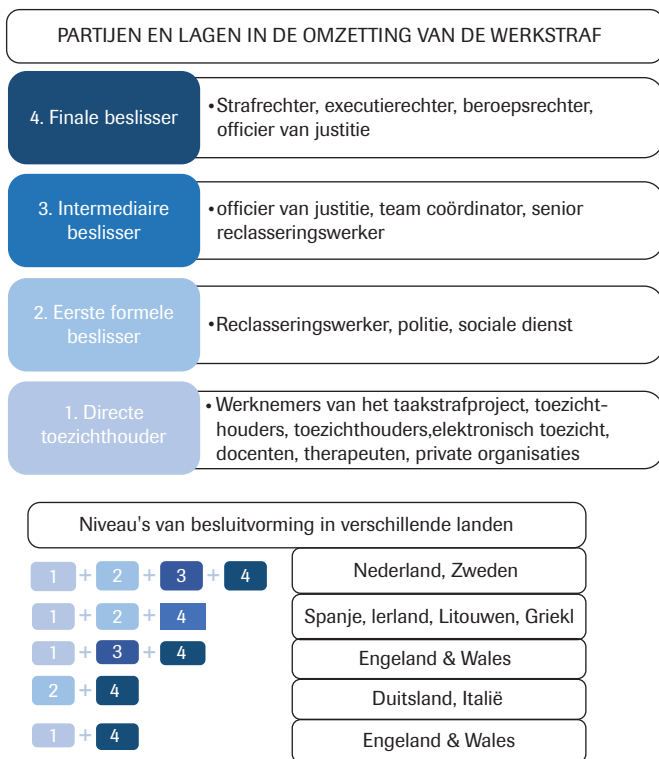 PARTIJEN EN LAGEN IN DE OMZETTING VAN DE WERKSTRAF
4. Finale beslisser
•Strafrechter, executierechter, beroepsrechter,
officier van justitie
3. Intermediaire
beslisser
•officier van justitie, team coördinator, senior
reclasseringswerker
2. Eerste formele
beslisser
•Reclasseringswerker, politie, sociale dienst
1. Directe
toezichthouder
• Werknemers van het taakstrafproject, toezicht-
houders, toezichthouders,elektronisch toezicht,
docenten, therapeuten, private organisaties
Niveau's van besluitvorming in verschillende landen
1 + 2 + 3 + 4
Nederland, Zweden
1 + 2 + 4
Spanje, Ierland, Litouwen, Griekl
1 + 3 + 4
Engeland & Wales
2 + 4
Duitsland, Italië
1 + 4
Engeland & Wales